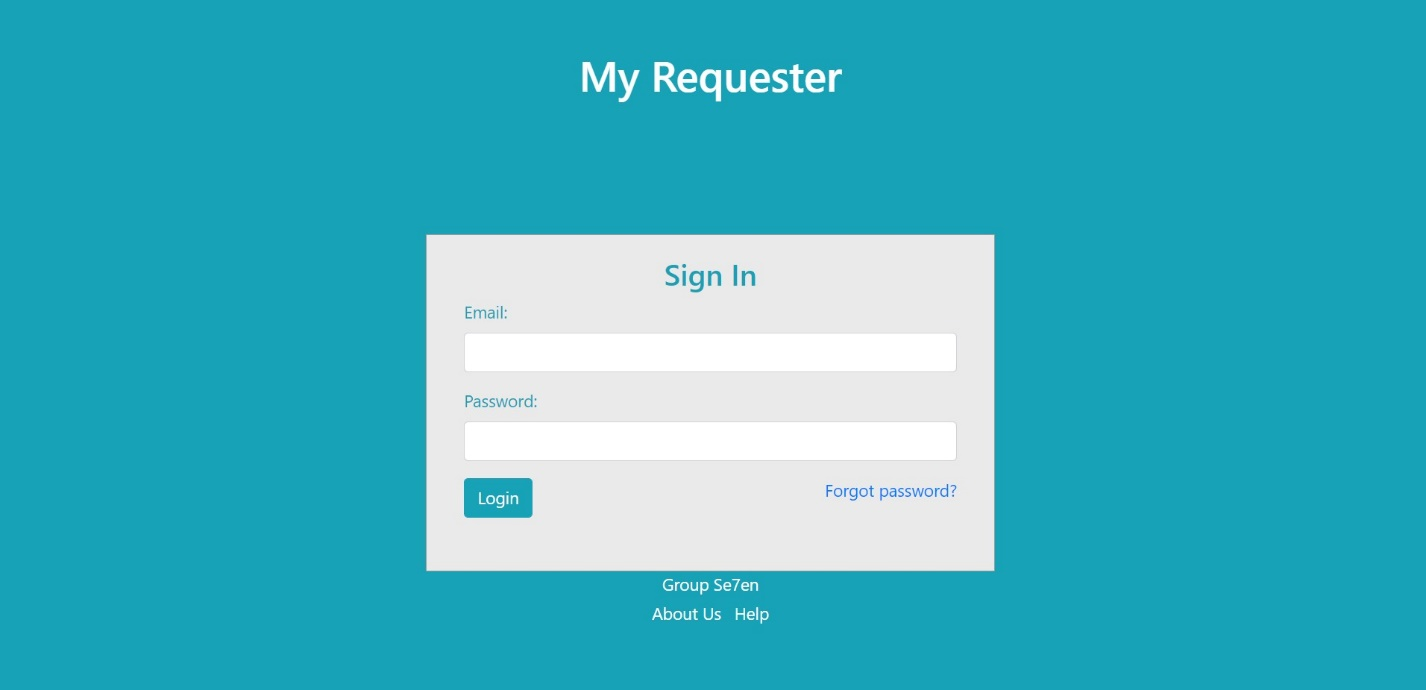 My Requester
Sign In
Email:
Password:
Login Forgot password?
Group Se7en
About Us Help